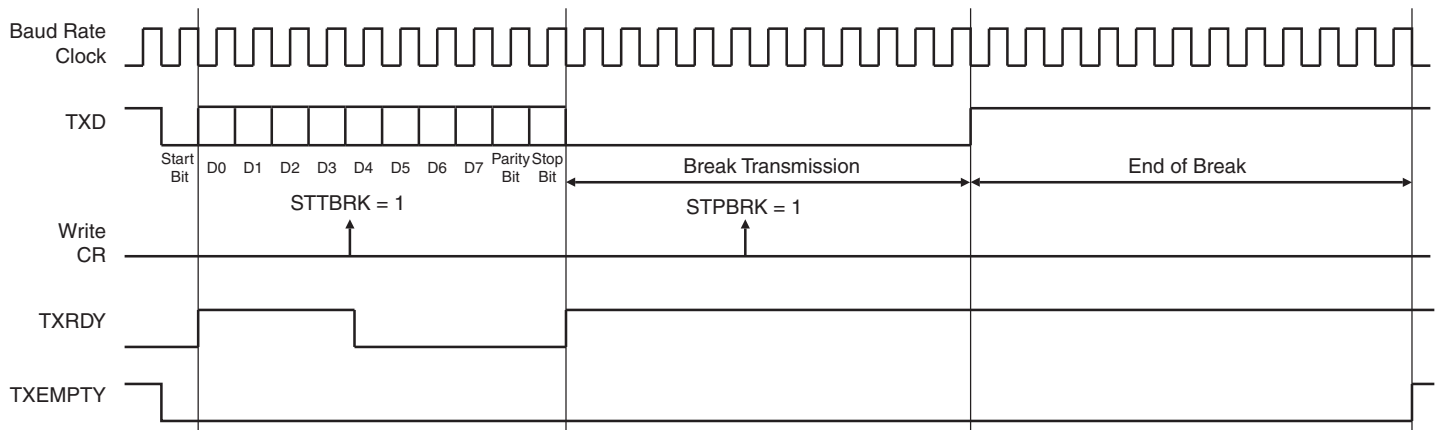 Baud Rate
Clock
TXD
Start
Bit
D0
D1
D2
D3
D4
D5
D6
D7
Parity
Bit
Stop
Bit
Break Transmission
End of Break
STTBRK = 1
STPBRK = 1
Write
CR
TXRDY
TXEMPTY